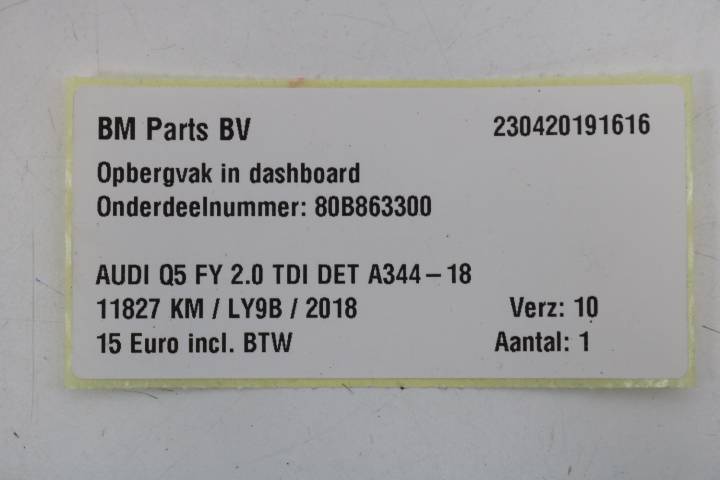 BM Parts BV 230420191616
Opbergvak in dashboard
Onderdeelnummer: 80B863300
AUDI Q5 FY 2.0 TDI DET A344-18
11827 KM / LY9B / 2018 Verz: 10
15 Euro incl. BTW Aantal: 1